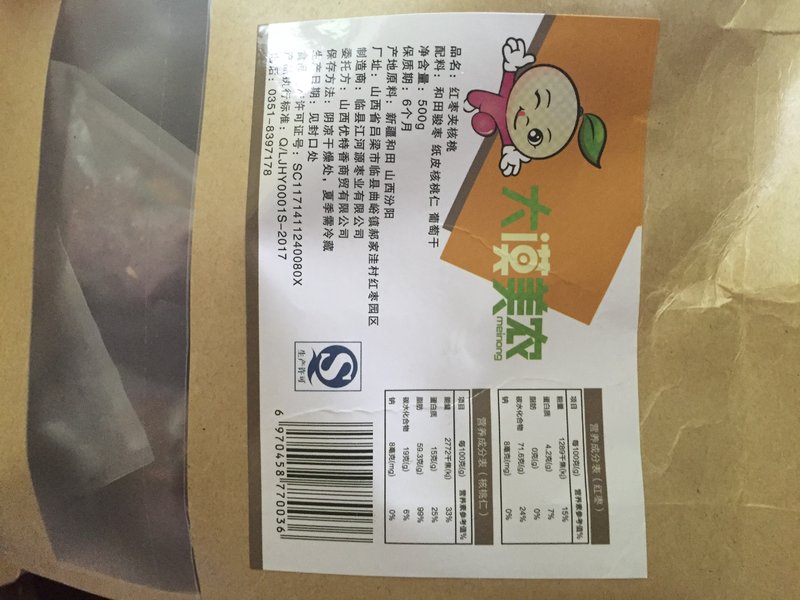 大漠美农
meinong
品名：红枣夹核桃
配料：和田骏枣 纸皮核桃仁 葡萄干
净含量：500g
保质期：6个月
产地原料：新疆和田 山西汾阳
厂址：山西省吕梁市临县曲峪镇郝家洼村红枣园区
制造商：临县江河源枣业有限公司
委托方：山西优特香商贸有限公司
保存方法：阴凉干燥处，夏季需冷藏
生产日期：见封口处
许可证号：SC1171411240080X
产品执行标准：Q/LJHY0001S-2017
0351-8397178
生产许可
营养成分表（红枣）
项目 每100克(g) 营养素参考值%
能量 1289千焦(kj) 15%
蛋白质 4.2克(g) 7%
脂肪 0克(g) 0%
碳水化合物 71.6克(g) 24%
钠 8毫克(mg) 0%
营养成分表（核桃仁）
项目 每100克(g) 营养素参考值%
能量 2772千焦(kj) 33%
蛋白质 15克(g) 25%
脂肪 59.3克(g) 99%
碳水化合物 19克(g) 6%
钠 8毫克(mg) 0%
6 970458 770036